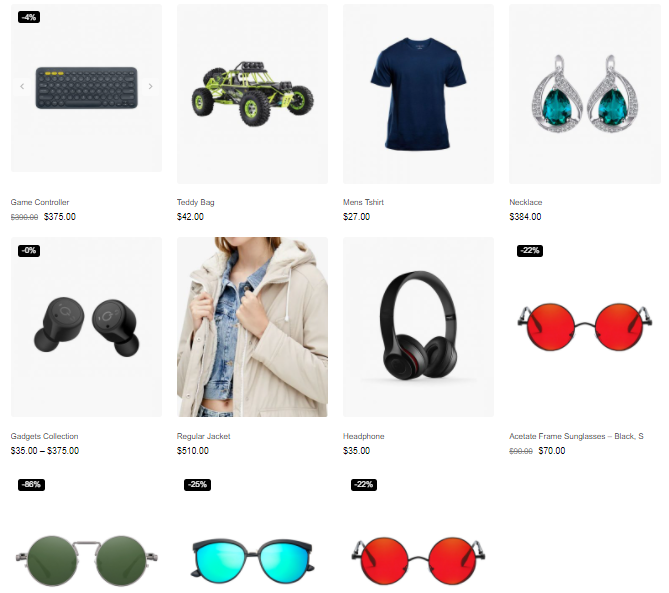 -4%
Game Controller
$390.00 $375.00
Teddy Bag
$42.00
Mens Tshirt
$27.00
Necklace
$384.00
-0%
Gadgets Collection
$35.00 – $375.00
Regular Jacket
$510.00
Headphone
$35.00
-22%
Acetate Frame Sunglasses – Black, S
$90.00 $70.00
-86%
-25%
-22%